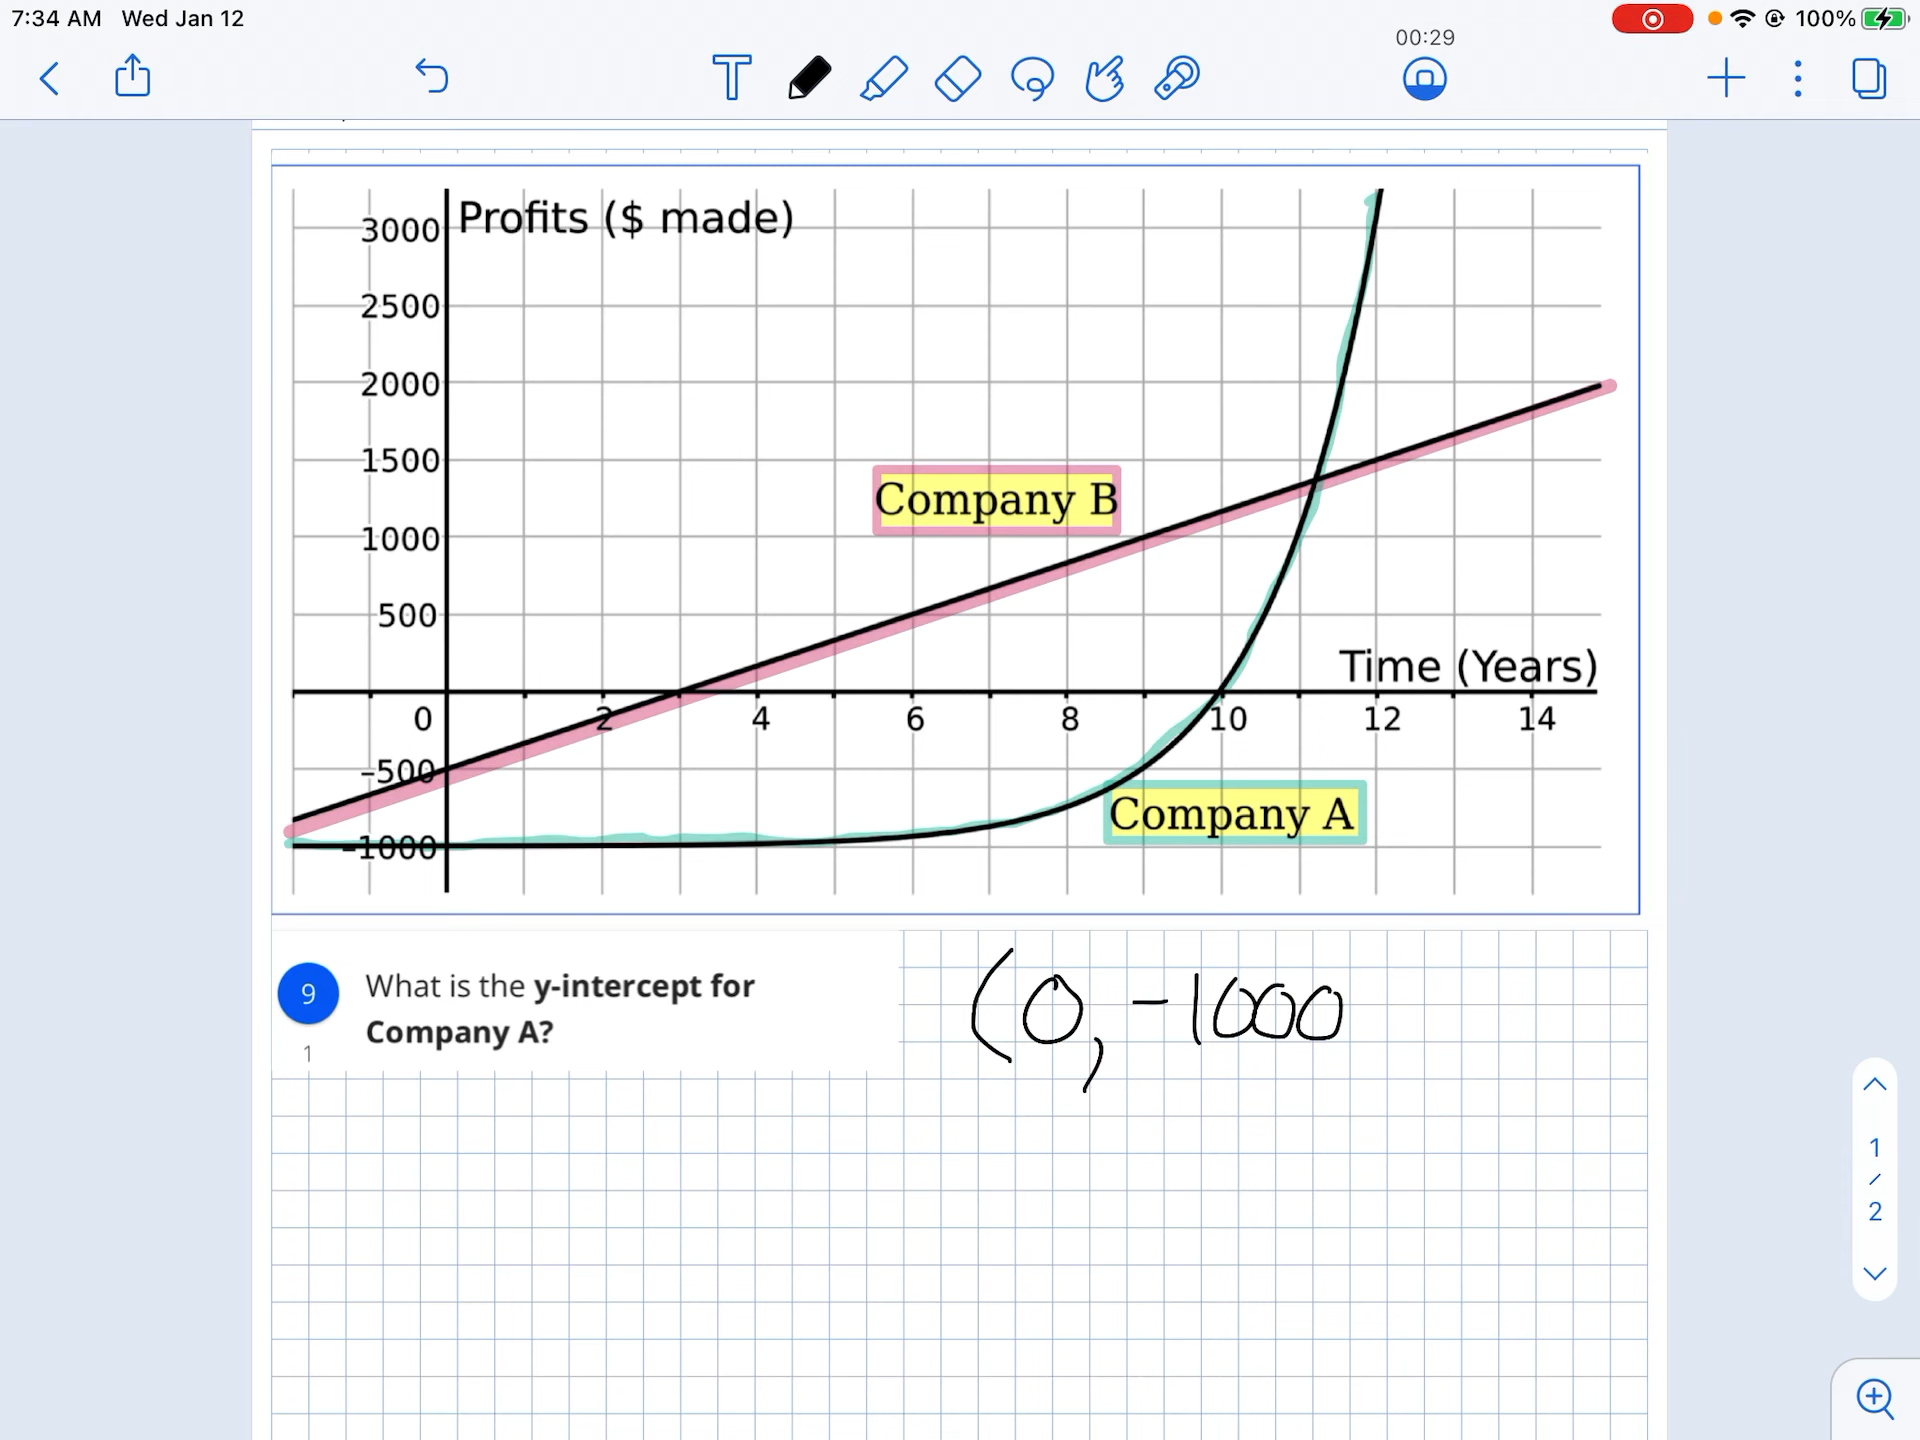 7:34 AM Wed Jan 12
100%
00:29
3000
Profits ($ made)
2500
2000
1500
Company B
1000
500
Time (Years)
0 2 4 6 8 10 12 14
−500
Company A
−1000
9
What is the y-intercept for
Company A?
1
(0, -1000
1
/
2